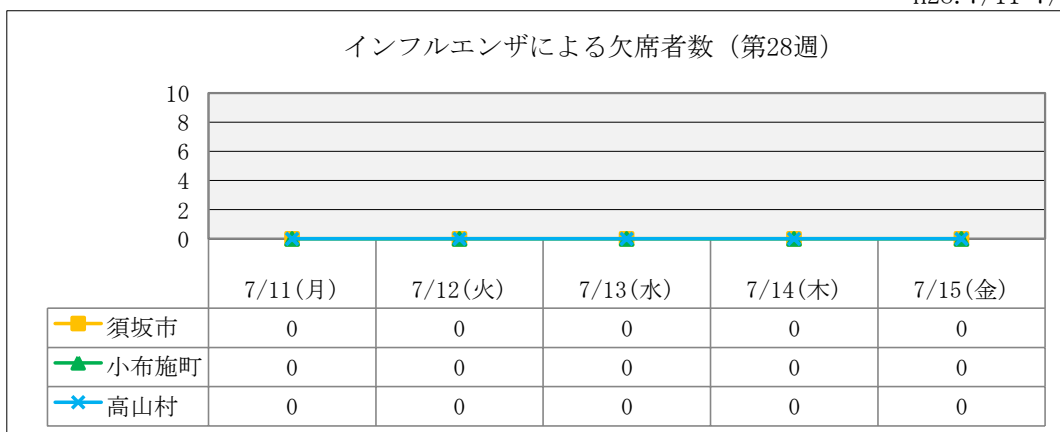 インフルエンザによる欠席者数（第28週）
10
8
6
4
2
0
7/11(月) 7/12(火) 7/13(水) 7/14(木) 7/15(金)
須坂市 0 0 0 0 0
小布施町 0 0 0 0 0
高山村 0 0 0 0 0